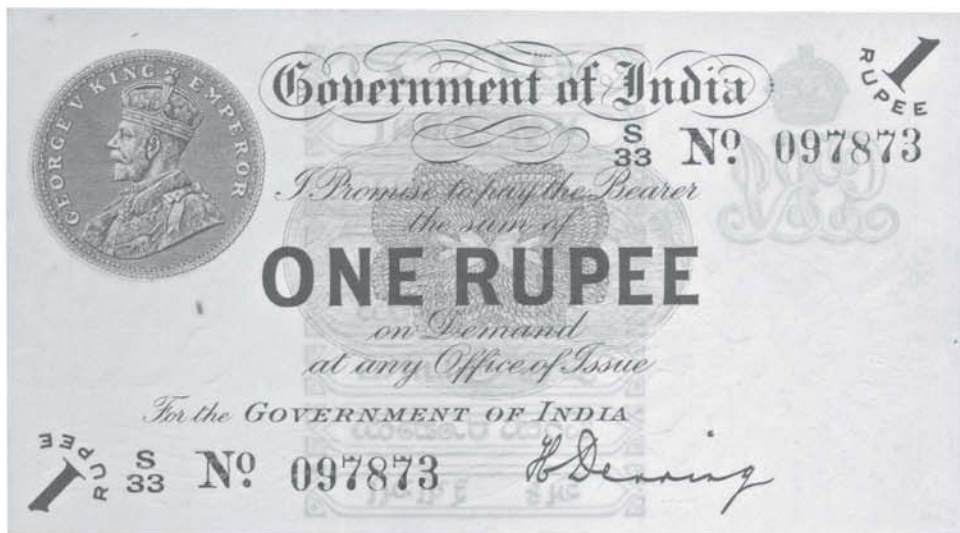 GEORGE V KING EMPEROR
Government of India
1 RUPEE
S/33 Nº 097873
I Promise to pay the Bearer
the sum of
ONE RUPEE
on Demand
at any Office of Issue
For the GOVERNMENT OF INDIA
1 RUPEE
S/33 Nº 097873
H Denning